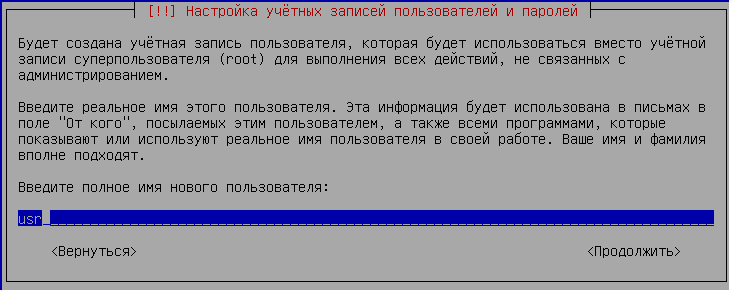 [!!] Настройка учётных записей пользователей и паролей
Будет создана учётная запись пользователя, которая будет использоваться вместо учётной
записи суперпользователя (root) для выполнения всех действий, не связанных с
администрированием.
Введите реальное имя этого пользователя. Эта информация будет использована в письмах в
поле "От кого", посылаемых этим пользователем, а также всеми программами, которые
показывают или используют реальное имя пользователя в своей работе. Ваше имя и фамилия
вполне подходят.
Введите полное имя нового пользователя:
usr
<Вернуться> <Продолжить>